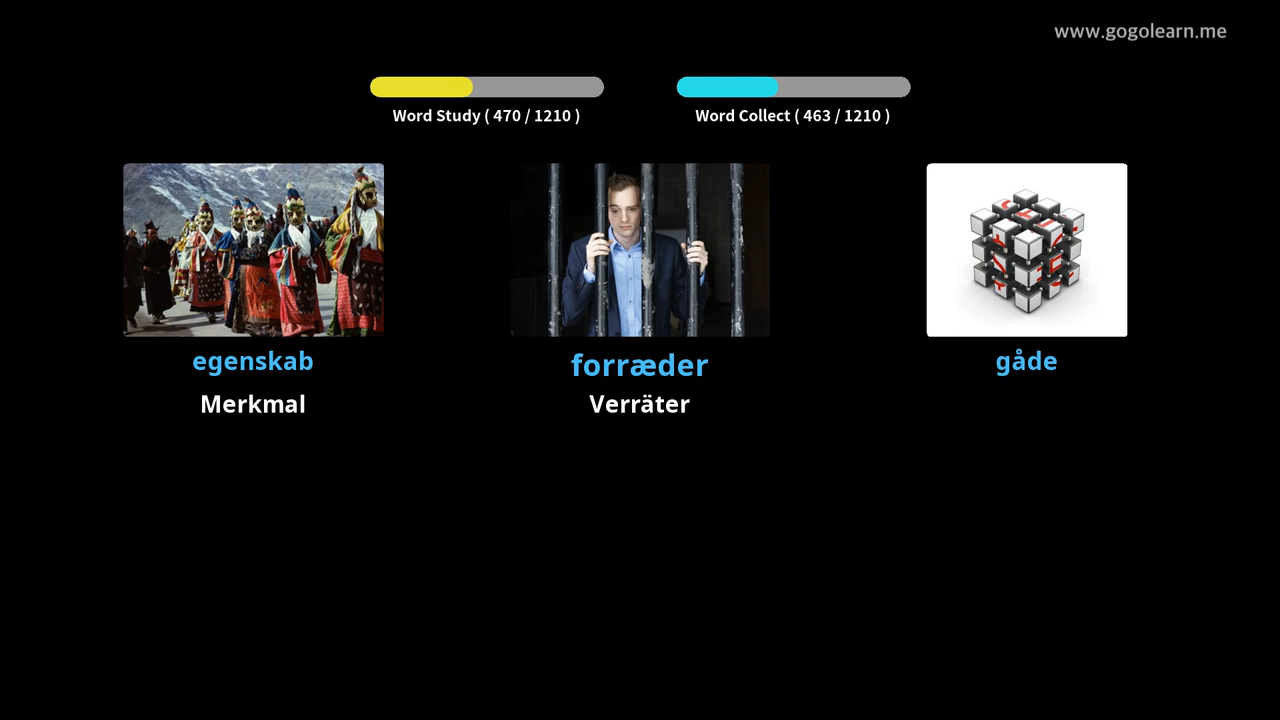 www.gogolearn.me
Word Study ( 470 / 1210 )
Word Collect ( 463 / 1210 )
egenskab
forræder
gåde
Merkmal
Verräter